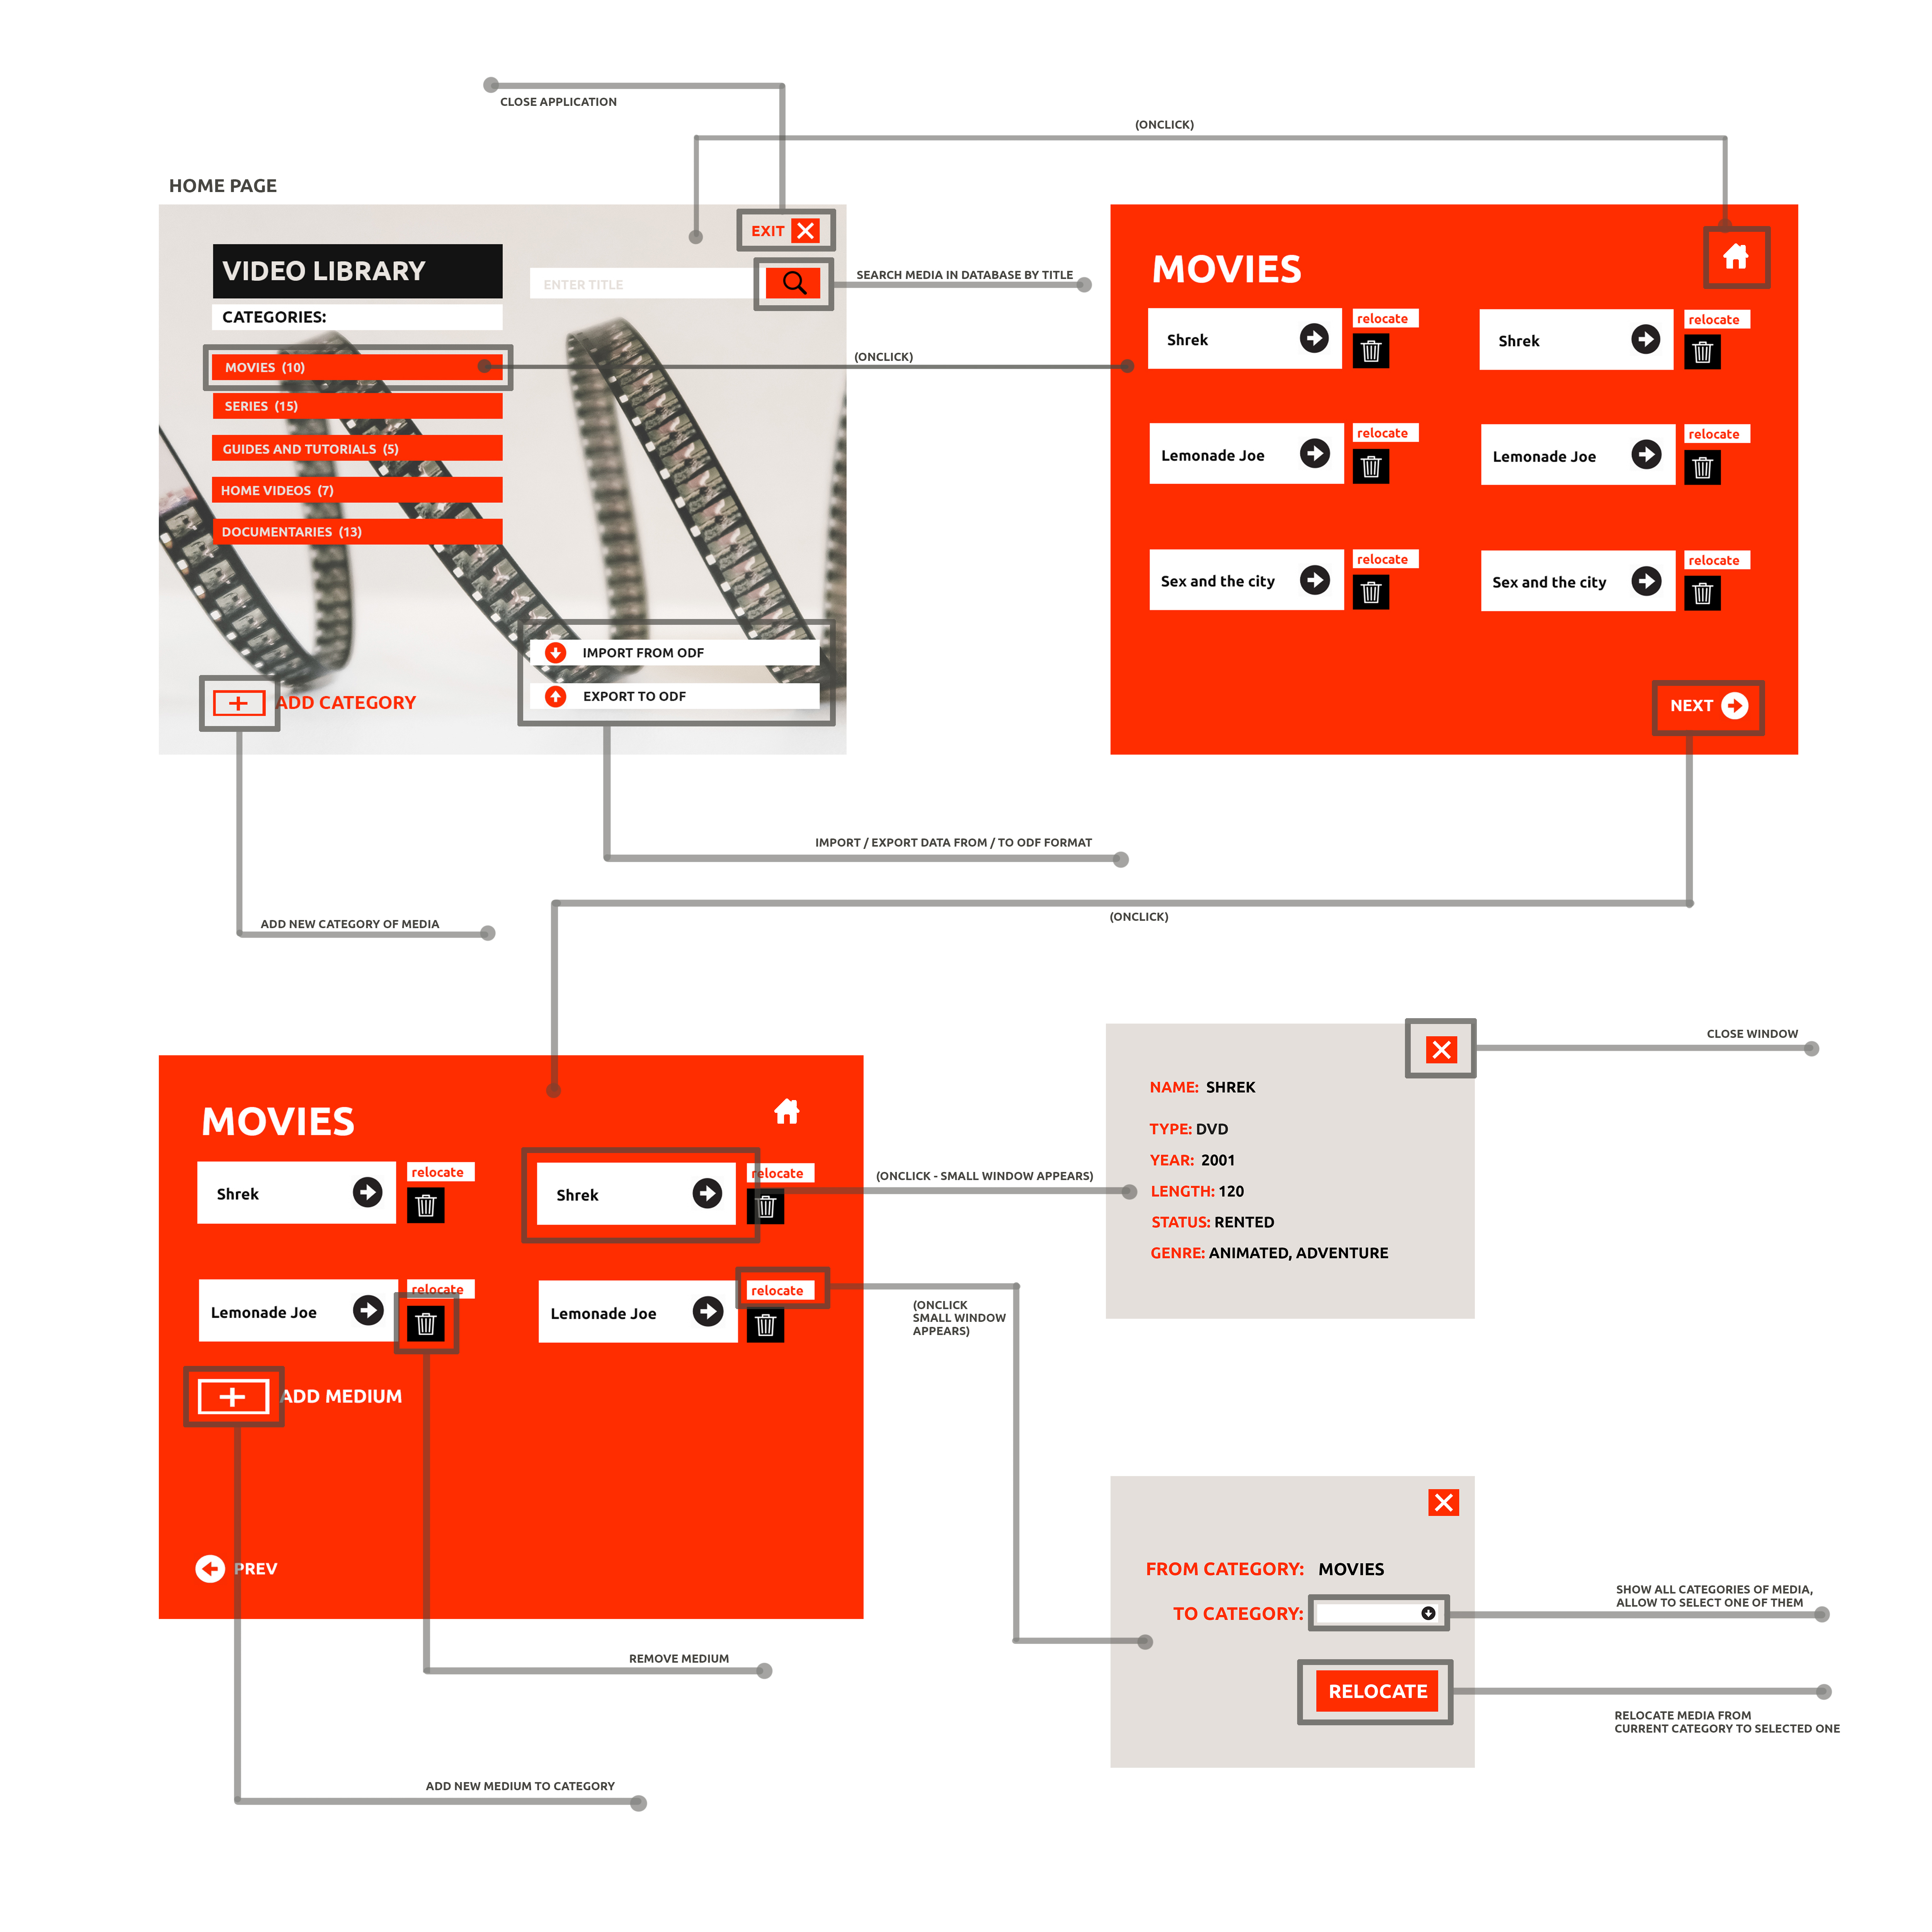 CLOSE APPLICATION
(ONCLICK)
HOME PAGE
EXIT
VIDEO LIBRARY
ENTER TITLE
SEARCH MEDIA IN DATABASE BY TITLE
CATEGORIES:
MOVIES (10)
(ONCLICK)
SERIES (15)
GUIDES AND TUTORIALS (5)
HOME VIDEOS (7)
DOCUMENTARIES (13)
IMPORT FROM ODF
EXPORT TO ODF
ADD CATEGORY
MOVIES
Shrek
relocate
Shrek
relocate
Lemonade Joe
relocate
Lemonade Joe
relocate
Sex and the city
relocate
Sex and the city
relocate
NEXT
IMPORT / EXPORT DATA FROM / TO ODF FORMAT
ADD NEW CATEGORY OF MEDIA
(ONCLICK)
MOVIES
Shrek
relocate
Shrek
relocate
Lemonade Joe
relocate
Lemonade Joe
relocate
ADD MEDIUM
PREV
(ONCLICK - SMALL WINDOW APPEARS)
(ONCLICK
SMALL WINDOW
APPEARS)
CLOSE WINDOW
NAME: SHREK
TYPE: DVD
YEAR: 2001
LENGTH: 120
STATUS: RENTED
GENRE: ANIMATED, ADVENTURE
FROM CATEGORY: MOVIES
TO CATEGORY:
RELOCATE
SHOW ALL CATEGORIES OF MEDIA,
ALLOW TO SELECT ONE OF THEM
RELOCATE MEDIA FROM
CURRENT CATEGORY TO SELECTED ONE
REMOVE MEDIUM
ADD NEW MEDIUM TO CATEGORY